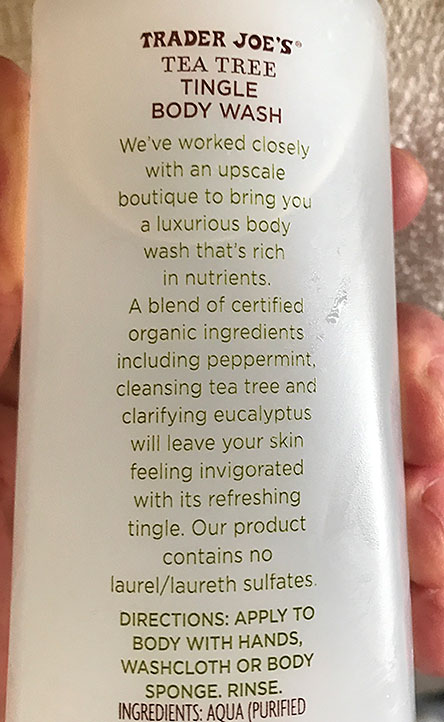 TRADER JOE'S®
TEA TREE
TINGLE
BODY WASH
We've worked closely
with an upscale
boutique to bring you
a luxurious body
wash that's rich
in nutrients.
A blend of certified
organic ingredients
including peppermint,
cleansing tea tree and
clarifying eucalyptus
will leave your skin
feeling invigorated
with its refreshing
tingle. Our product
contains no
laurel/laureth sulfates.
DIRECTIONS: APPLY TO
BODY WITH HANDS,
WASHCLOTH OR BODY
SPONGE. RINSE.
INGREDIENTS: AQUA (PURIFIED